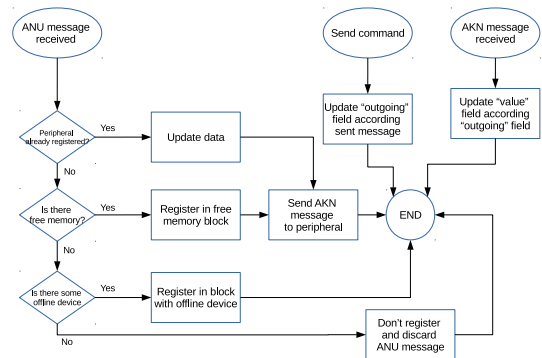 ANU message
received
Send command
AKN message
received
Update “outgoing”
field according
sent message
Update “value”
field according
“outgoing” field
Peripheral
already registered?
Yes
Update data
No
Is there
free memory?
Yes
Register in free
memory block
Send AKN
message
to peripheral
END
No
Is there some
offline device
Yes
Register in block
with offline device
No
Don’t register
and discard
ANU message